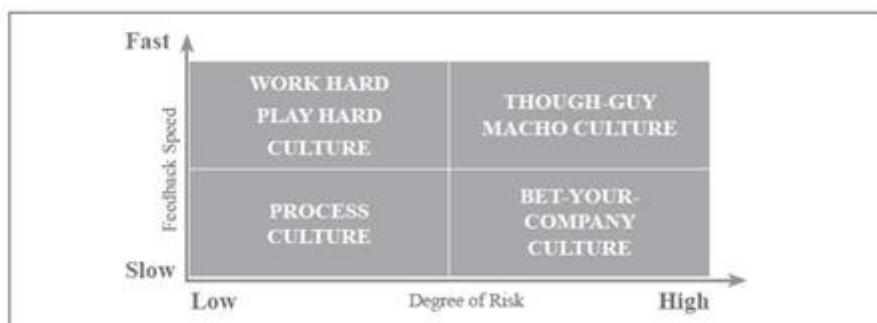 Fast
WORK HARD
PLAY HARD
CULTURE
THOUGH-GUY
MACHO CULTURE
Feedback Speed
PROCESS
CULTURE
BET-YOUR-
COMPANY
CULTURE
Slow
Low
Degree of Risk
High